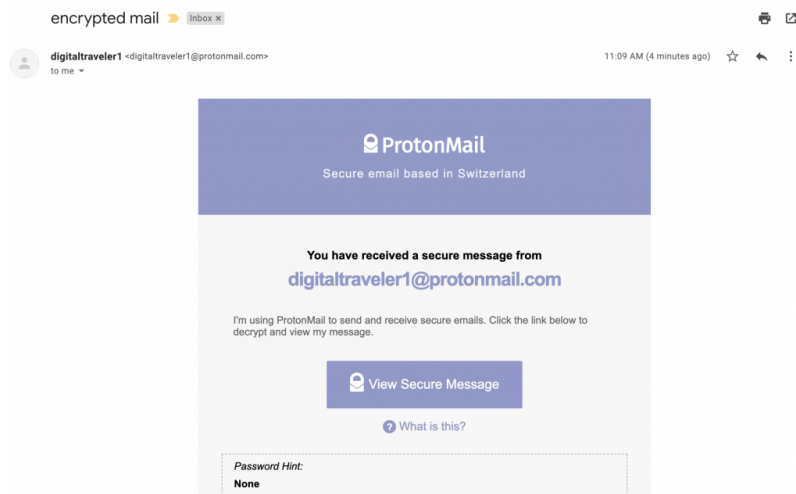 encrypted mail Inbox ×
digitaltraveler1 <digitaltraveler1@protonmail.com> 11:09 AM (4 minutes ago)
to me
ProtonMail
Secure email based in Switzerland
You have received a secure message from
digitaltraveler1@protonmail.com
I'm using ProtonMail to send and receive secure emails. Click the link below to
decrypt and view my message.
View Secure Message
? What is this?
Password Hint:
None